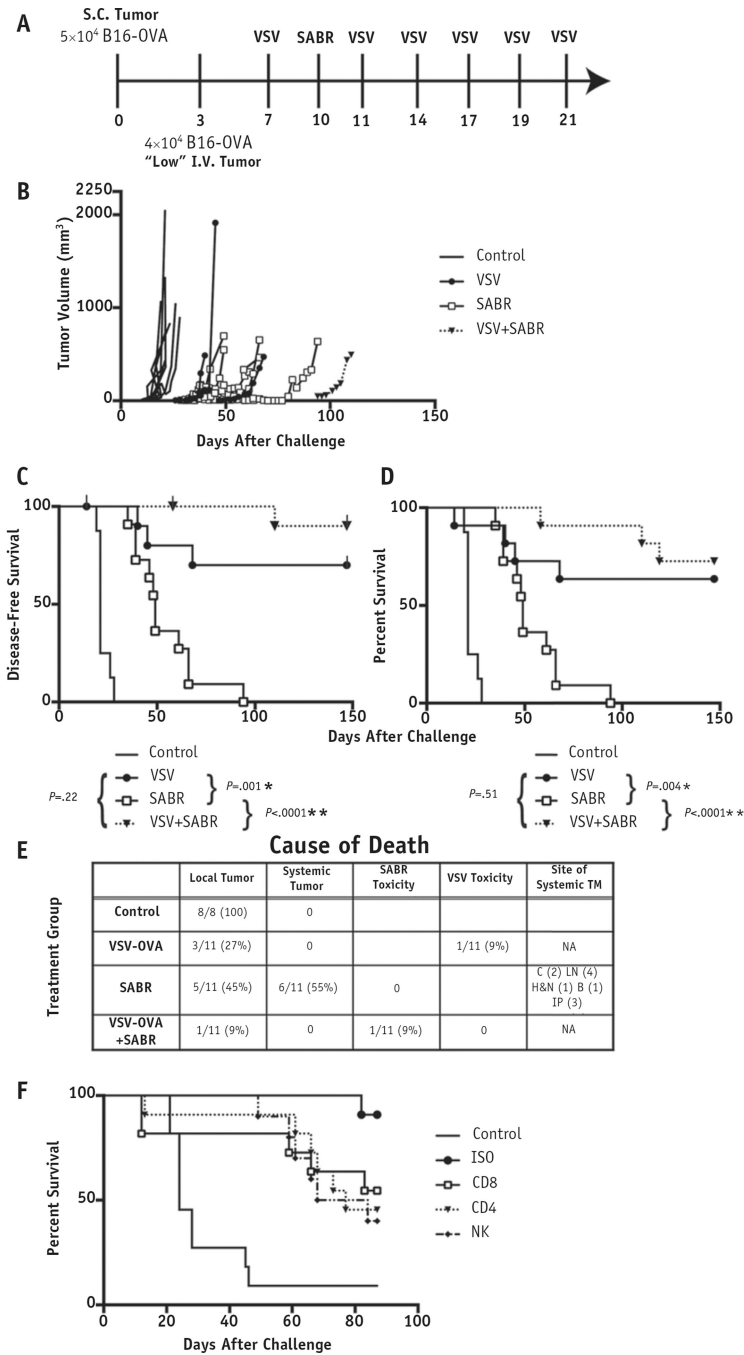 A
S.C. Tumor
5×10⁴ B16-OVA
VSV SABR VSV VSV VSV VSV VSV
0 3 7 10 11 14 17 19 21
4×10⁴ B16-OVA
“Low” I.V. Tumor
B
Tumor Volume (mm³)
2250
2000
1000
0
0 50 100 150
Days After Challenge
Control
VSV
SABR
VSV+SABR
C
Disease-Free Survival
100
50
0
0 50 100 150
D
Percent Survival
100
50
0
0 50 100 150
Days After Challenge
Control
VSV
SABR
VSV+SABR
P=.22
P=.001 *
P<.0001 **
Control
VSV
SABR
VSV+SABR
P=.51
P=.004 *
P<.0001 * *
E
Cause of Death
Treatment Group
Local Tumor Systemic Tumor SABR Toxicity VSV Toxicity Site of Systemic TM
Control 8/8 (100) 0
VSV-OVA 3/11 (27%) 0 1/11 (9%) NA
SABR 5/11 (45%) 6/11 (55%) 0 C (2) LN (4)
H&N (1) B (1)
IP (3)
VSV-OVA +SABR 1/11 (9%) 0 1/11 (9%) 0 NA
F
Percent Survival
100
50
0
0 20 40 60 80 100
Days After Challenge
Control
ISO
CD8
CD4
NK